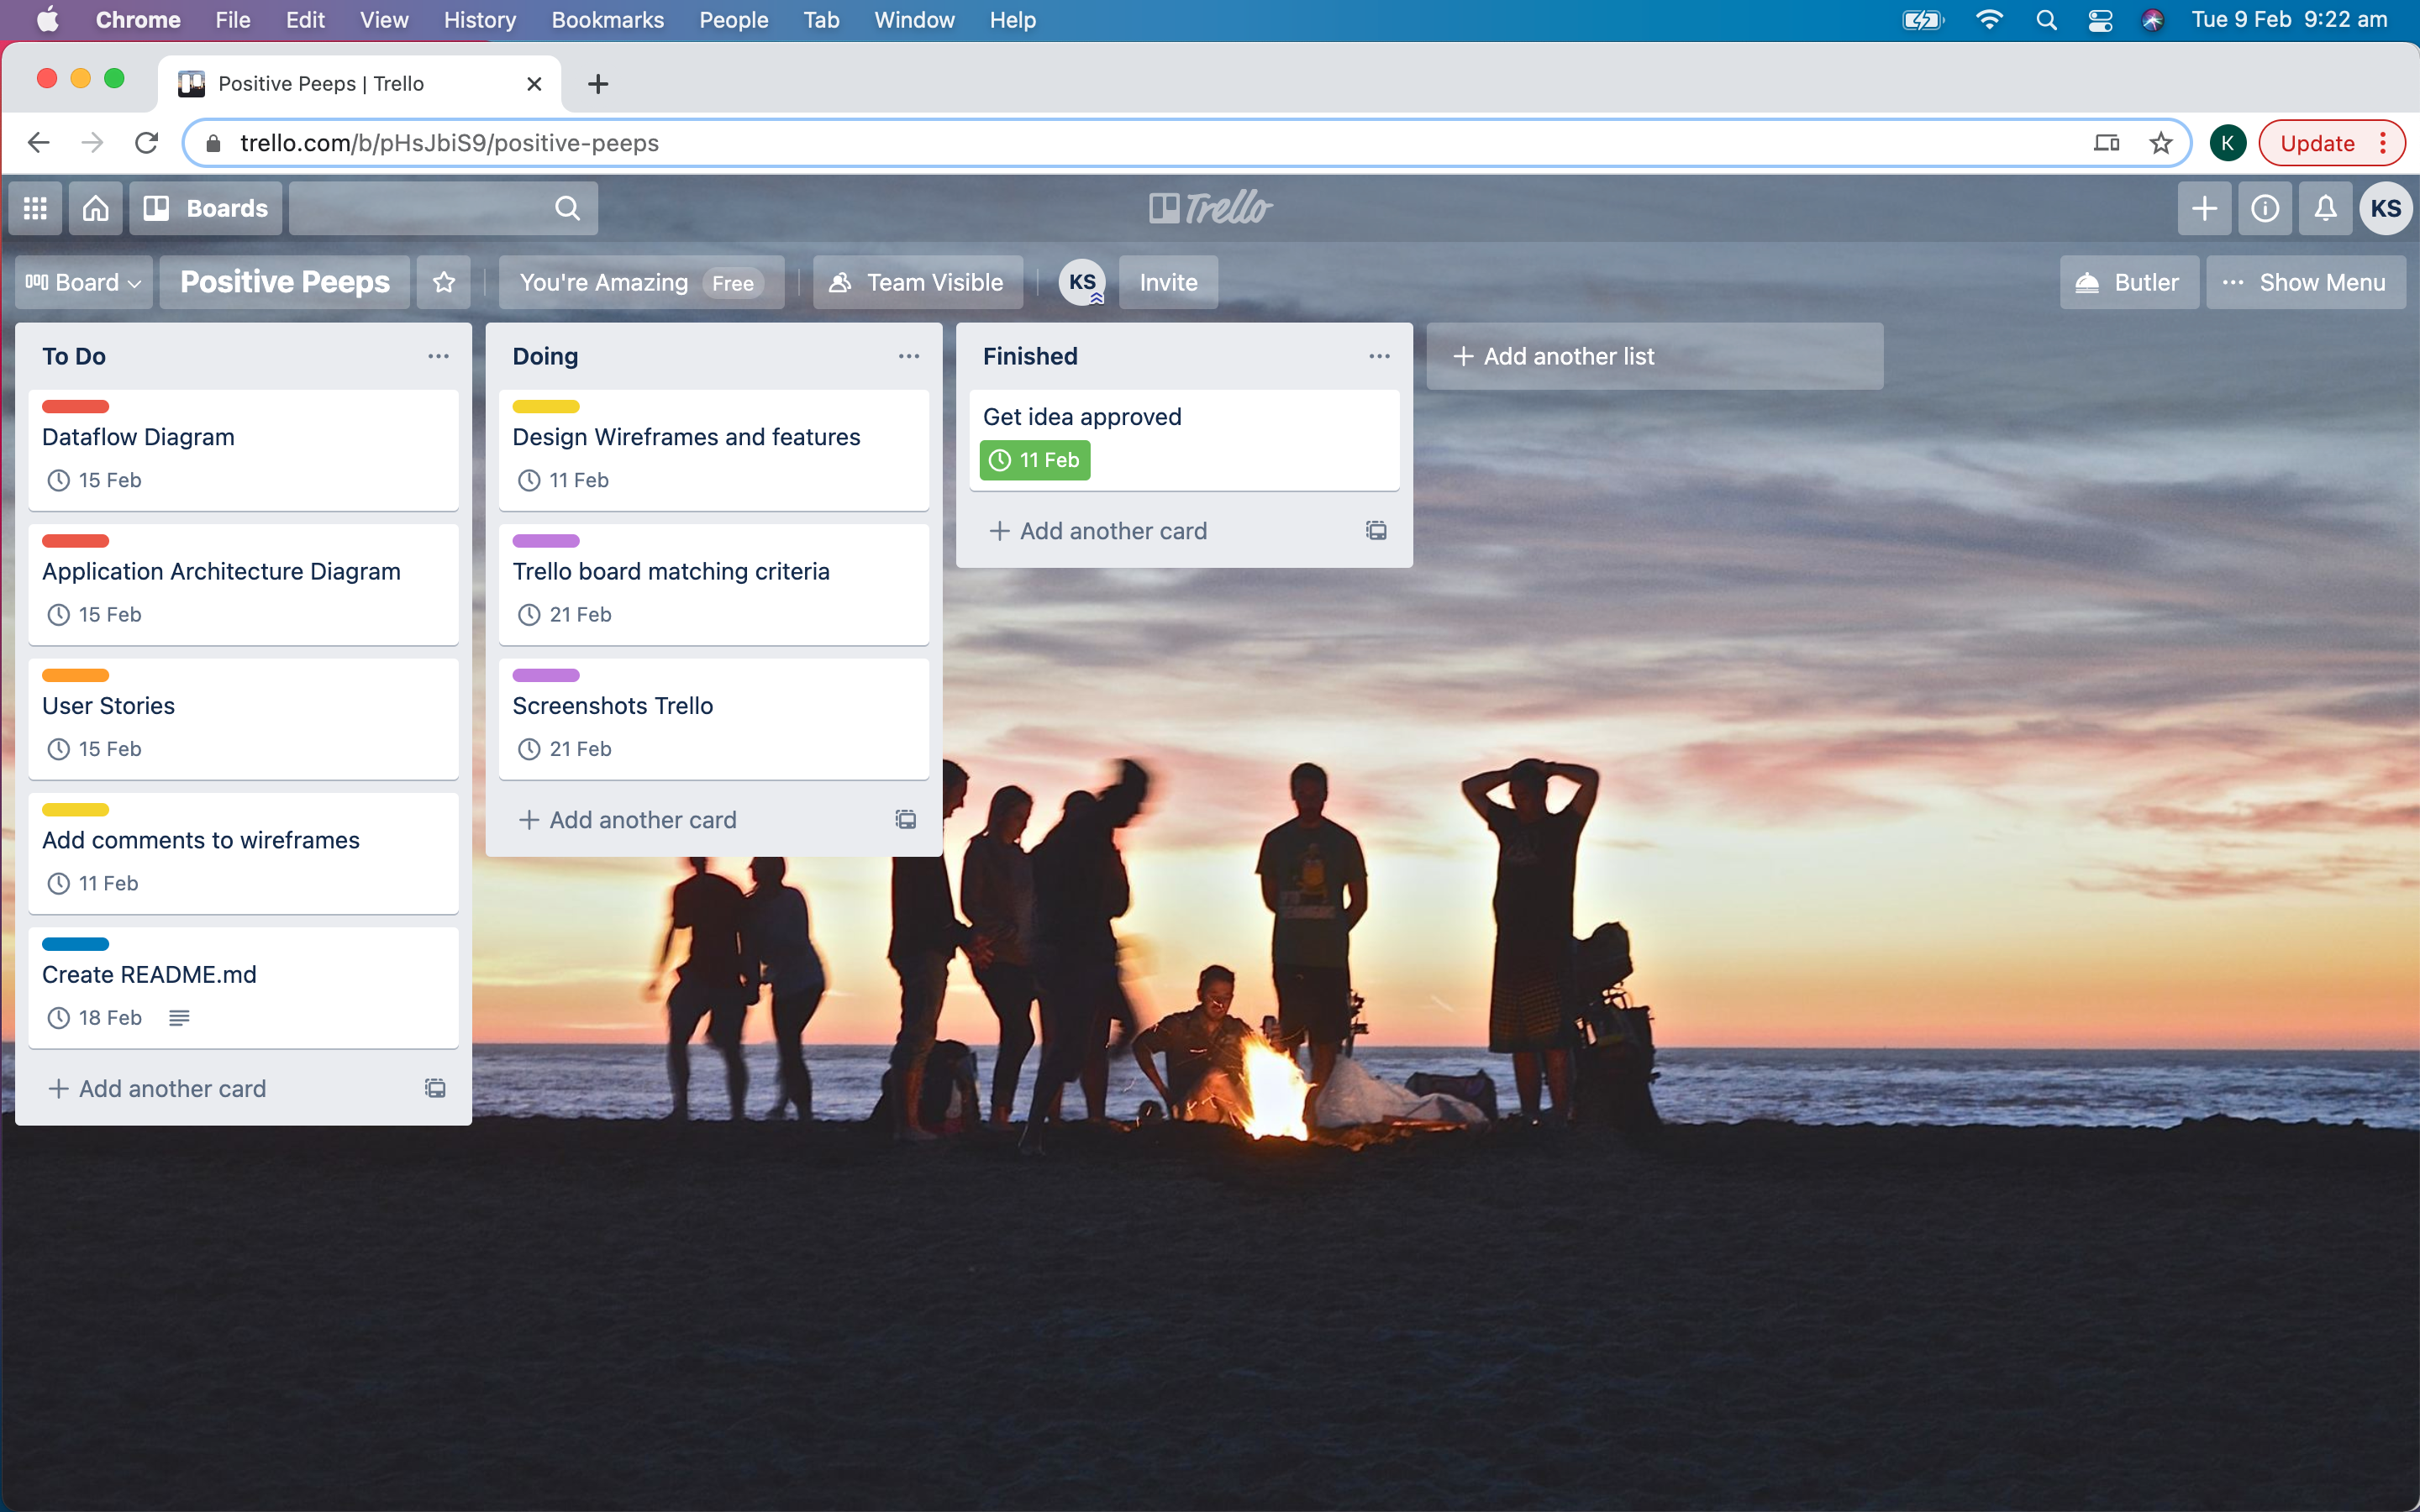 Chrome File Edit View History Bookmarks People Tab Window Help Tue 9 Feb 9:22 am
Positive Peeps | Trello
trello.com/b/pHsJbiS9/positive-peeps K Update
Boards Trello KS
Board Positive Peeps You're Amazing Free Team Visible KS Invite Butler Show Menu
To Do
Dataflow Diagram
15 Feb
Application Architecture Diagram
15 Feb
User Stories
15 Feb
Add comments to wireframes
11 Feb
Create README.md
18 Feb
Add another card
Doing
Design Wireframes and features
11 Feb
Trello board matching criteria
21 Feb
Screenshots Trello
21 Feb
Add another card
Finished
Get idea approved
11 Feb
Add another card
Add another list